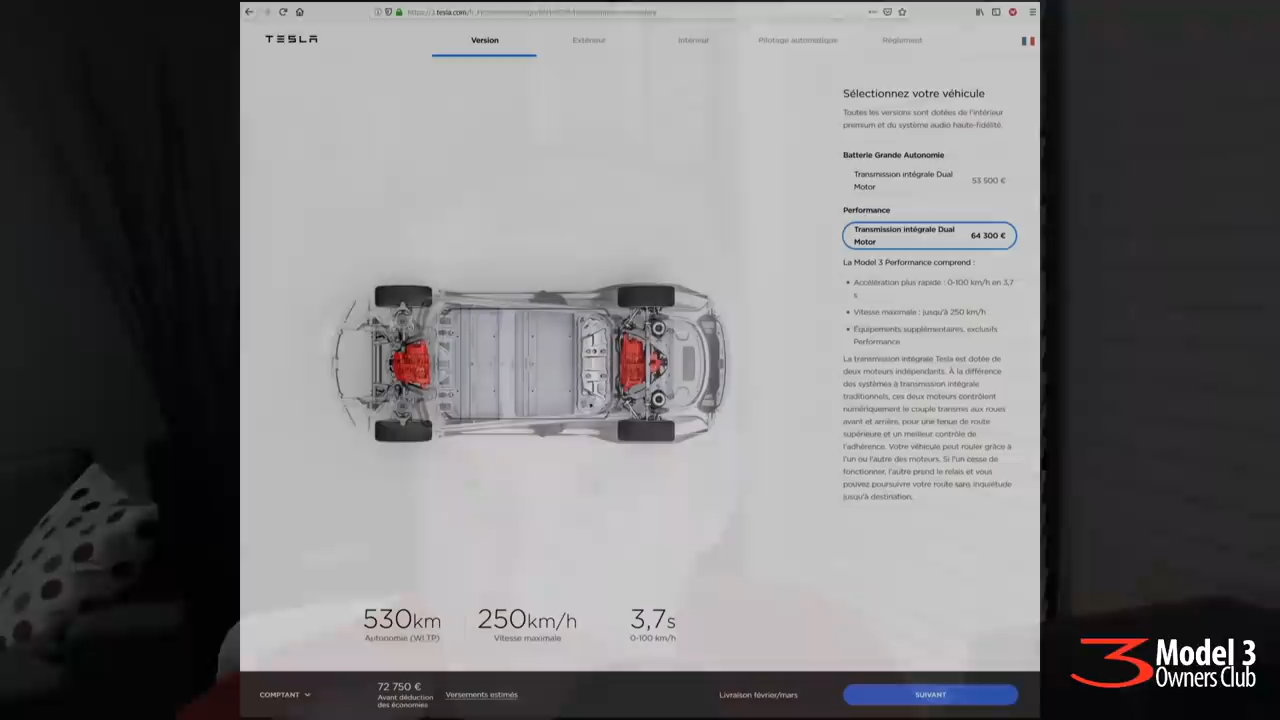 TESLA
Version
Extérieur
Intérieur
Pilotage automatique
Règlement
Sélectionnez votre véhicule
Toutes les versions sont dotées de l'intérieur
premium et du système audio haute-fidélité.
Batterie Grande Autonomie
Transmission intégrale Dual
Motor
53 500 €
Performance
Transmission intégrale Dual
Motor
64 300 €
La Model 3 Performance comprend :
• Accélération plus rapide : 0-100 km/h en 3,7
s
• Vitesse maximale : jusqu'à 250 km/h
• Équipements supplémentaires, exclusifs
Performance
La transmission intégrale Tesla est dotée de
deux moteurs indépendants. À la différence
des systèmes à transmission intégrale
traditionnels, ces deux moteurs contrôlent
numériquement le couple transmis aux roues
avant et arrière, pour une tenue de route
supérieure et un meilleur contrôle de
l'adhérence. Votre véhicule peut rouler grâce à
l'un ou l'autre des moteurs. Si l'un cesse de
fonctionner, l'autre prend le relais et vous
pouvez poursuivre votre route sans inquiétude
jusqu'à destination.
530km
Autonomie (WLTP)
250km/h
Vitesse maximale
3,7s
0-100 km/h
COMPTANT
72 750 €
Avant déduction
des économies
Versements estimés
Livraison février/mars
SUIVANT
3 Model 3
Owners Club